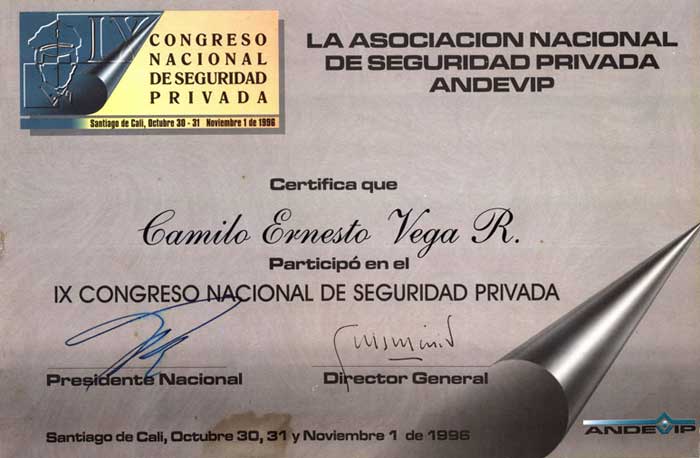 IX CONGRESO
NACIONAL
DE SEGURIDAD
PRIVADA
Santiago de Cali, Octubre 30 - 31 Noviembre 1 de 1996
LA ASOCIACION NACIONAL
DE SEGURIDAD PRIVADA
ANDEVIP
Certifica que
Camilo Ernesto Vega R.
Participó en el
IX CONGRESO NACIONAL DE SEGURIDAD PRIVADA
Presidente Nacional
Director General
Santiago de Cali, Octubre 30, 31 y Noviembre 1 de 1996
ANDEVIP